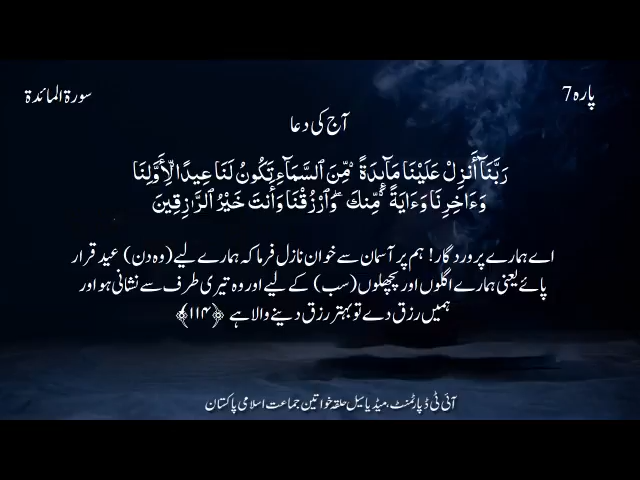 پارہ 7
سورۃ المائدۃ
آج کی دعا
رَبَّنَآ أَنزِلْ عَلَيْنَا مَآئِدَةً مِّنَ ٱلسَّمَآءِ تَكُونُ لَنَا عِيدًا لِّأَوَّلِنَا
وَءَاخِرِنَا وَءَايَةً مِّنكَ ۖ وَٱرْزُقْنَا وَأَنتَ خَيْرُ ٱلرَّٰزِقِينَ
اے ہمارے پروردگار! ہم پر آسمان سے خوان نازل فرما کہ ہمارے لیے (وہ دن) عید قرار
پائے یعنی ہمارے اگلوں اور پچھلوں (سب) کے لیے اور وہ تیری طرف سے نشانی ہو اور
ہمیں رزق دے تو بہتر رزق دینے والا ہے ﴿۱۱۴﴾
آئی ٹی ڈپارٹمنٹ، میڈیا سیل حلقہ خواتین جماعت اسلامی پاکستان